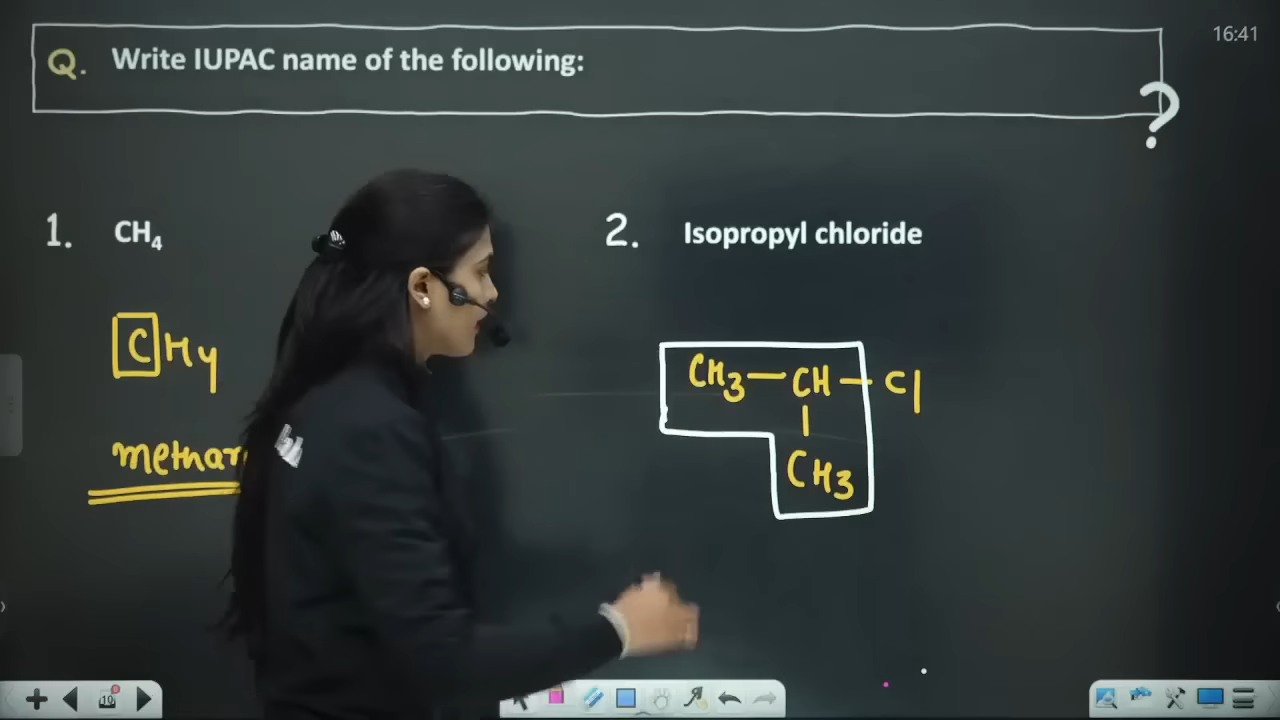 16:41
Q. Write IUPAC name of the following:
?
1. CH₄
CH4
2. Isopropyl chloride
CH3—CH—Cl
|
CH3